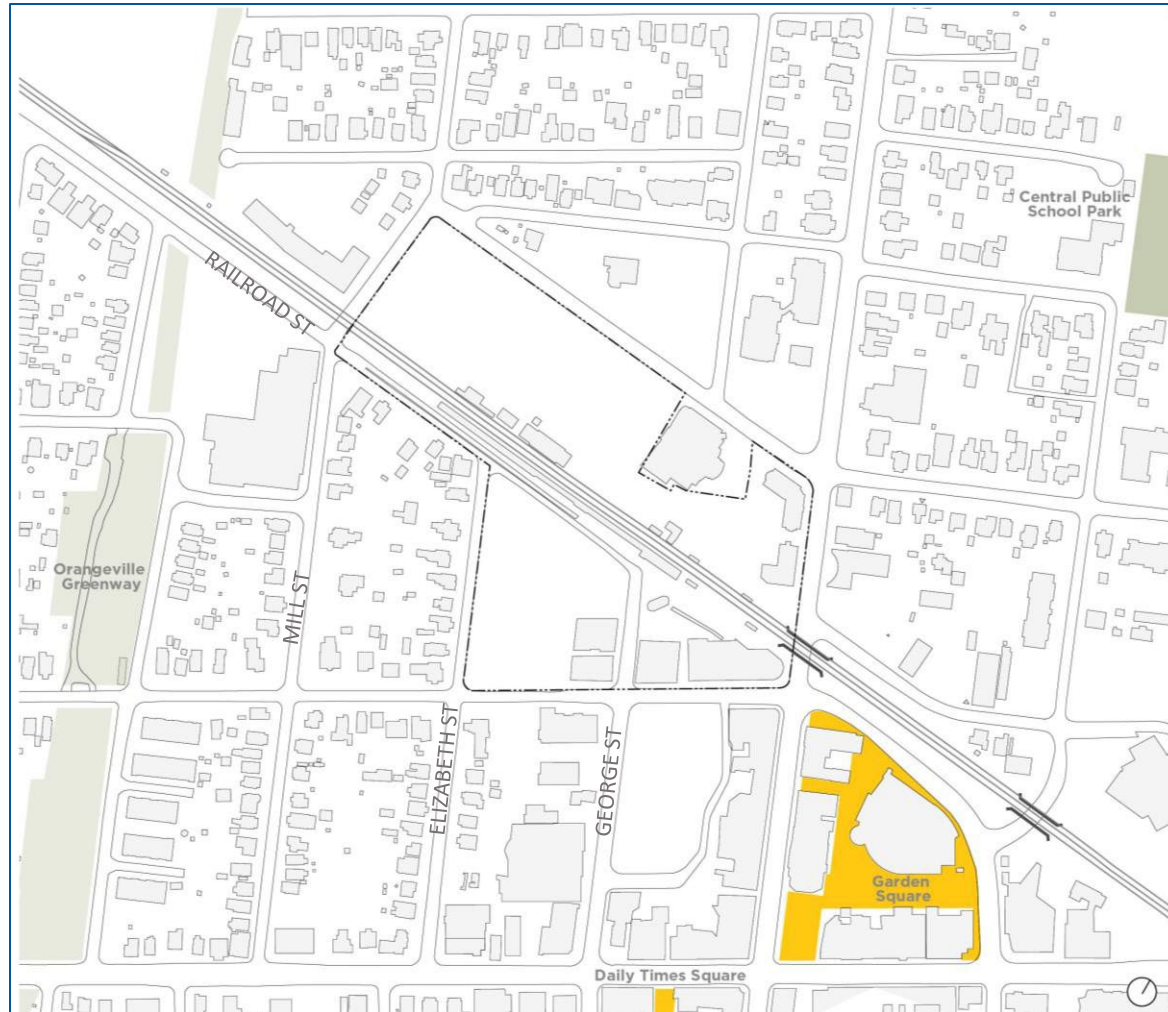 Central Public
School Park
RAILROAD ST
Orangeville
Greenway
MILL ST
ELIZABETH ST
GEORGE ST
Garden
Square
Daily Times Square